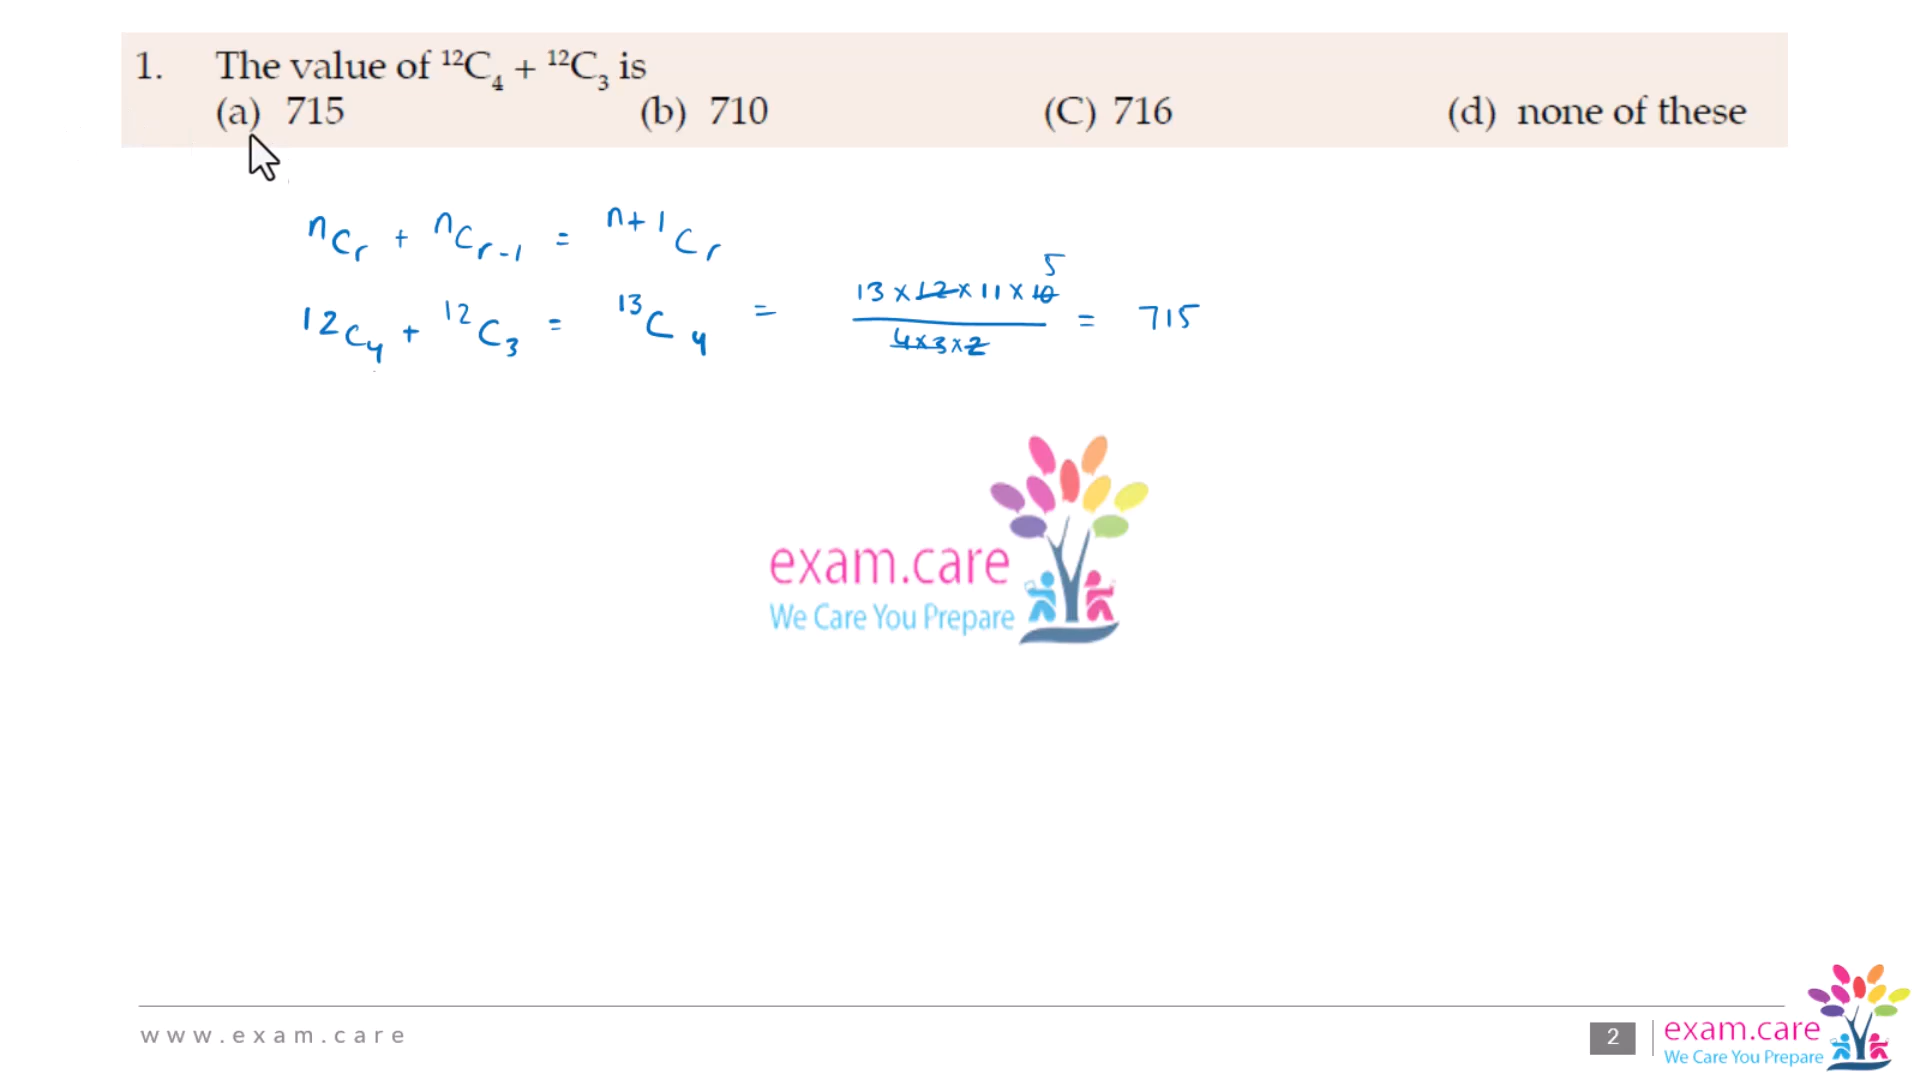 1. The value of ¹²C₄ + ¹²C₃ is
(a) 715 (b) 710 (C) 716 (d) none of these
ⁿCᵣ + ⁿCᵣ₋₁ = ⁿ⁺¹Cᵣ
12C₄ + ¹²C₃ = ¹³C₄ = 13 × 12 × 11 × 10 5 / 4×3×2 = 715
exam.care
We Care You Prepare
www.exam.care
2
exam.care
We Care You Prepare